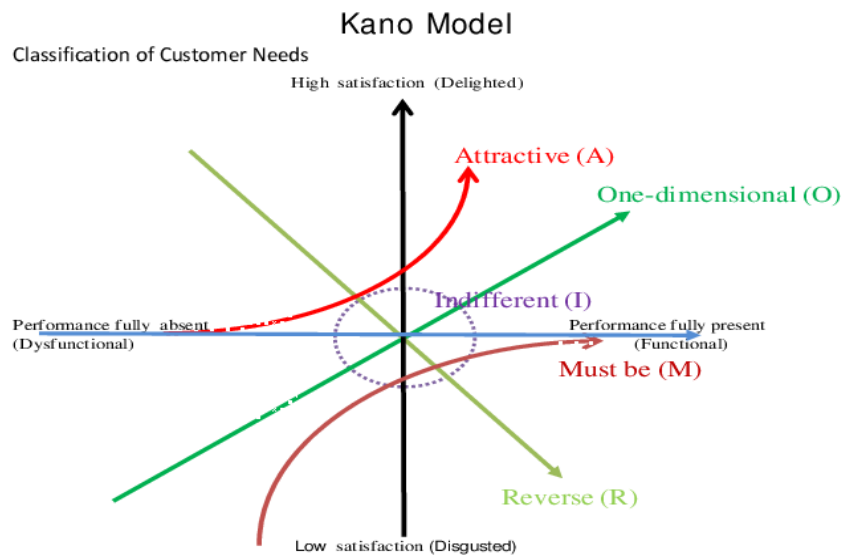 Kano Model
Classification of Customer Needs
High satisfaction (Delighted)
Attractive (A)
One-dimensional (O)
Indifferent (I)
Performance fully absent
(Dysfunctional)
Performance fully present
(Functional)
Must be (M)
Reverse (R)
Low satisfaction (Disgusted)